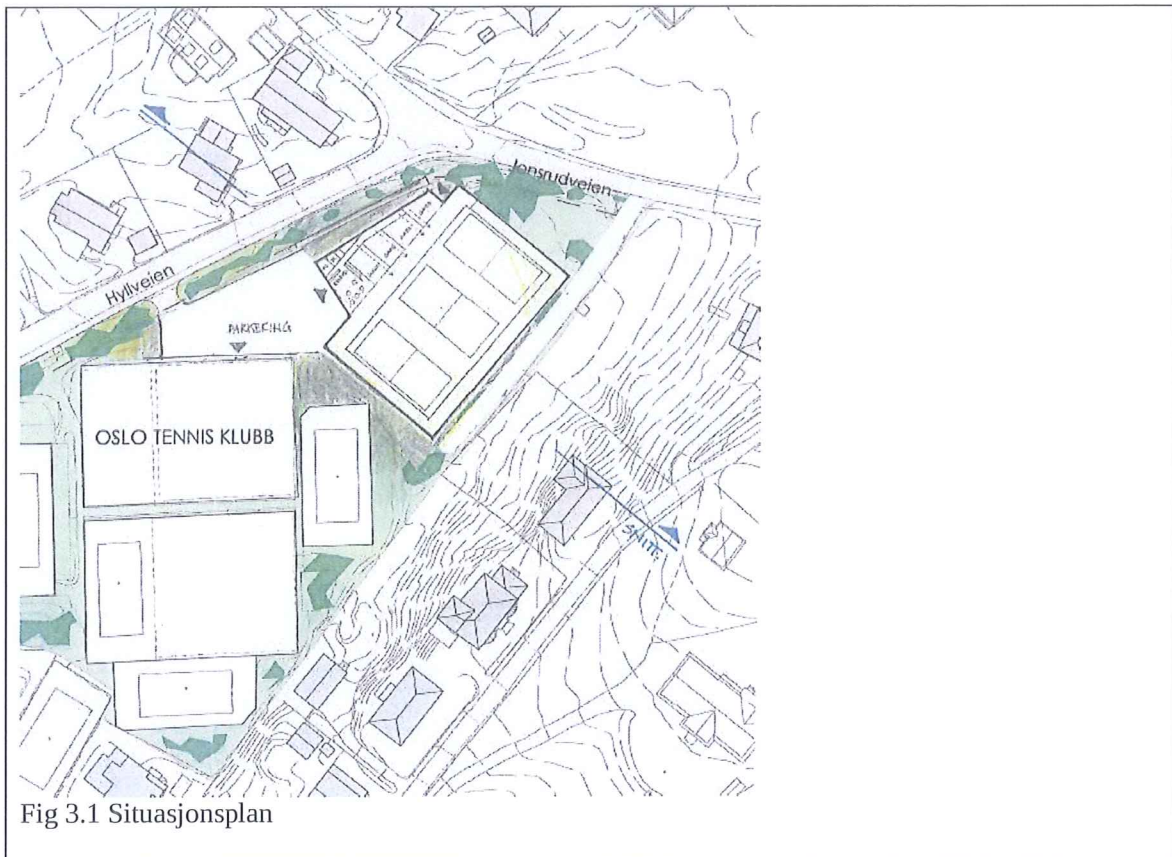 Jonsrudveien
Hyllveien
PARKERING
OSLO TENNIS KLUBB
SNITT
Fig 3.1 Situasjonsplan